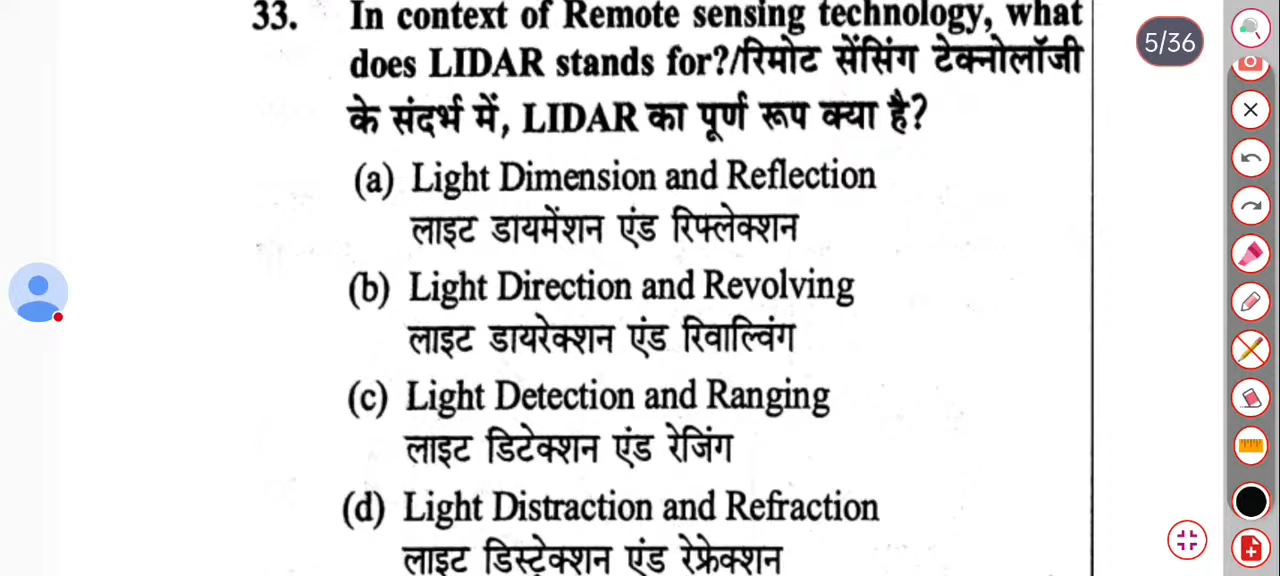 33. In context of Remote sensing technology, what
does LIDAR stands for?/रिमोट सेंसिंग टेक्नोलॉजी
के संदर्भ में, LIDAR का पूर्ण रूप क्या है?
(a) Light Dimension and Reflection
लाइट डायमेंशन एंड रिफ्लेक्शन
(b) Light Direction and Revolving
लाइट डायरेक्शन एंड रिवाल्विंग
(c) Light Detection and Ranging
लाइट डिटेक्शन एंड रेजिंग
(d) Light Distraction and Refraction
लाइट डिस्ट्रेक्शन एंड रेफ्रेक्शन
5/36